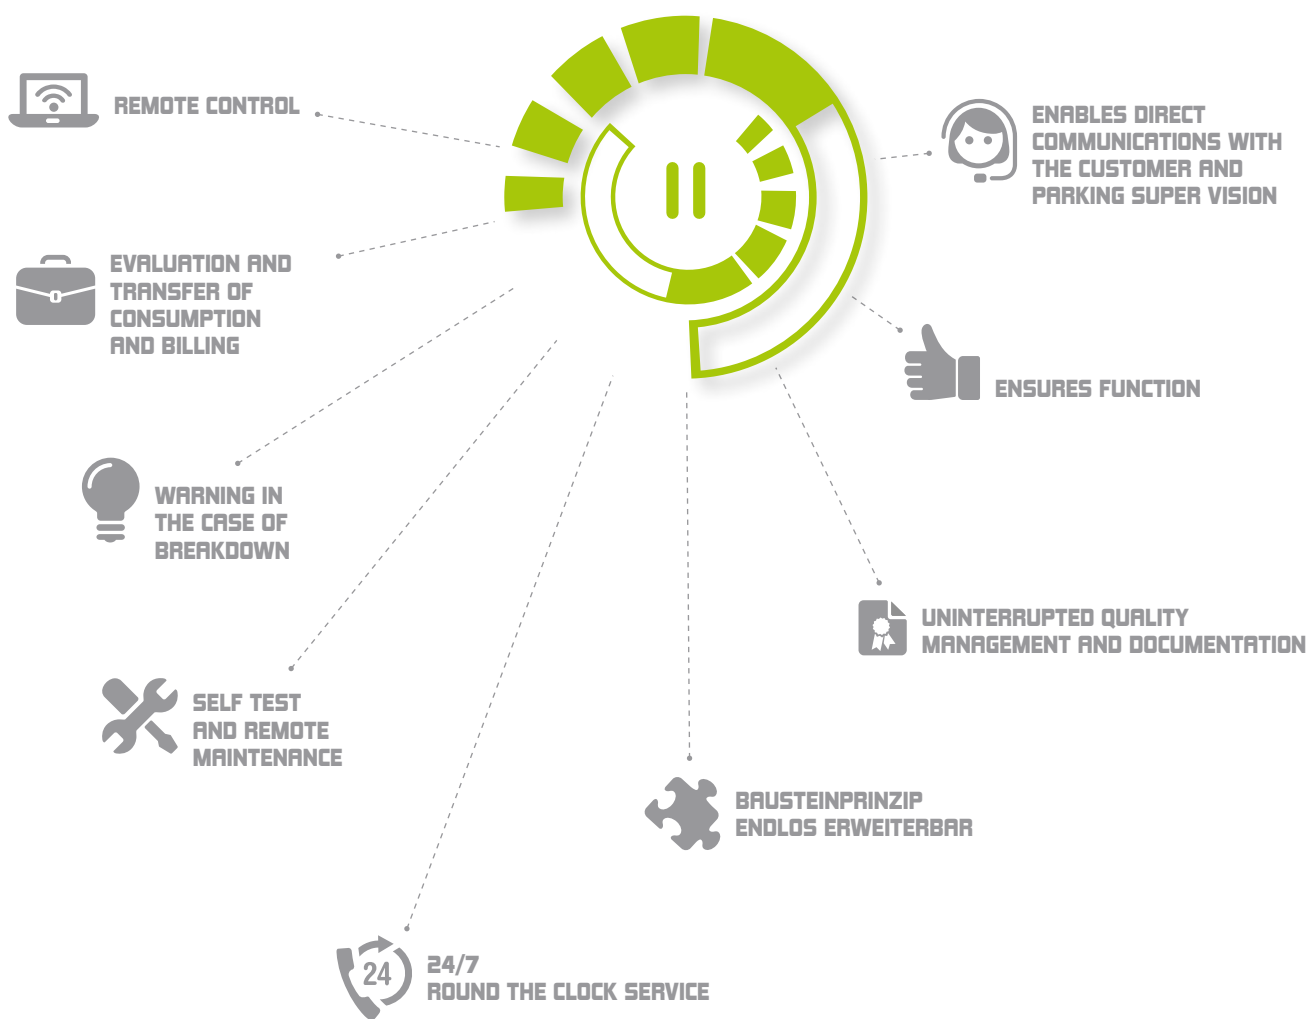 REMOTE CONTROL
ENABLES DIRECT
COMMUNICATIONS WITH
THE CUSTOMER AND
PARKING SUPER VISION
EVALUATION AND
TRANSFER OF
CONSUMPTION
AND BILLING
ENSURES FUNCTION
WARNING IN
THE CASE OF
BREAKDOWN
UNINTERRUPTED QUALITY
MANAGEMENT AND DOCUMENTATION
SELF TEST
AND REMOTE
MAINTENANCE
BAUSTEINPRINZIP
ENDLOS ERWEITERBAR
24
24/7
ROUND THE CLOCK SERVICE